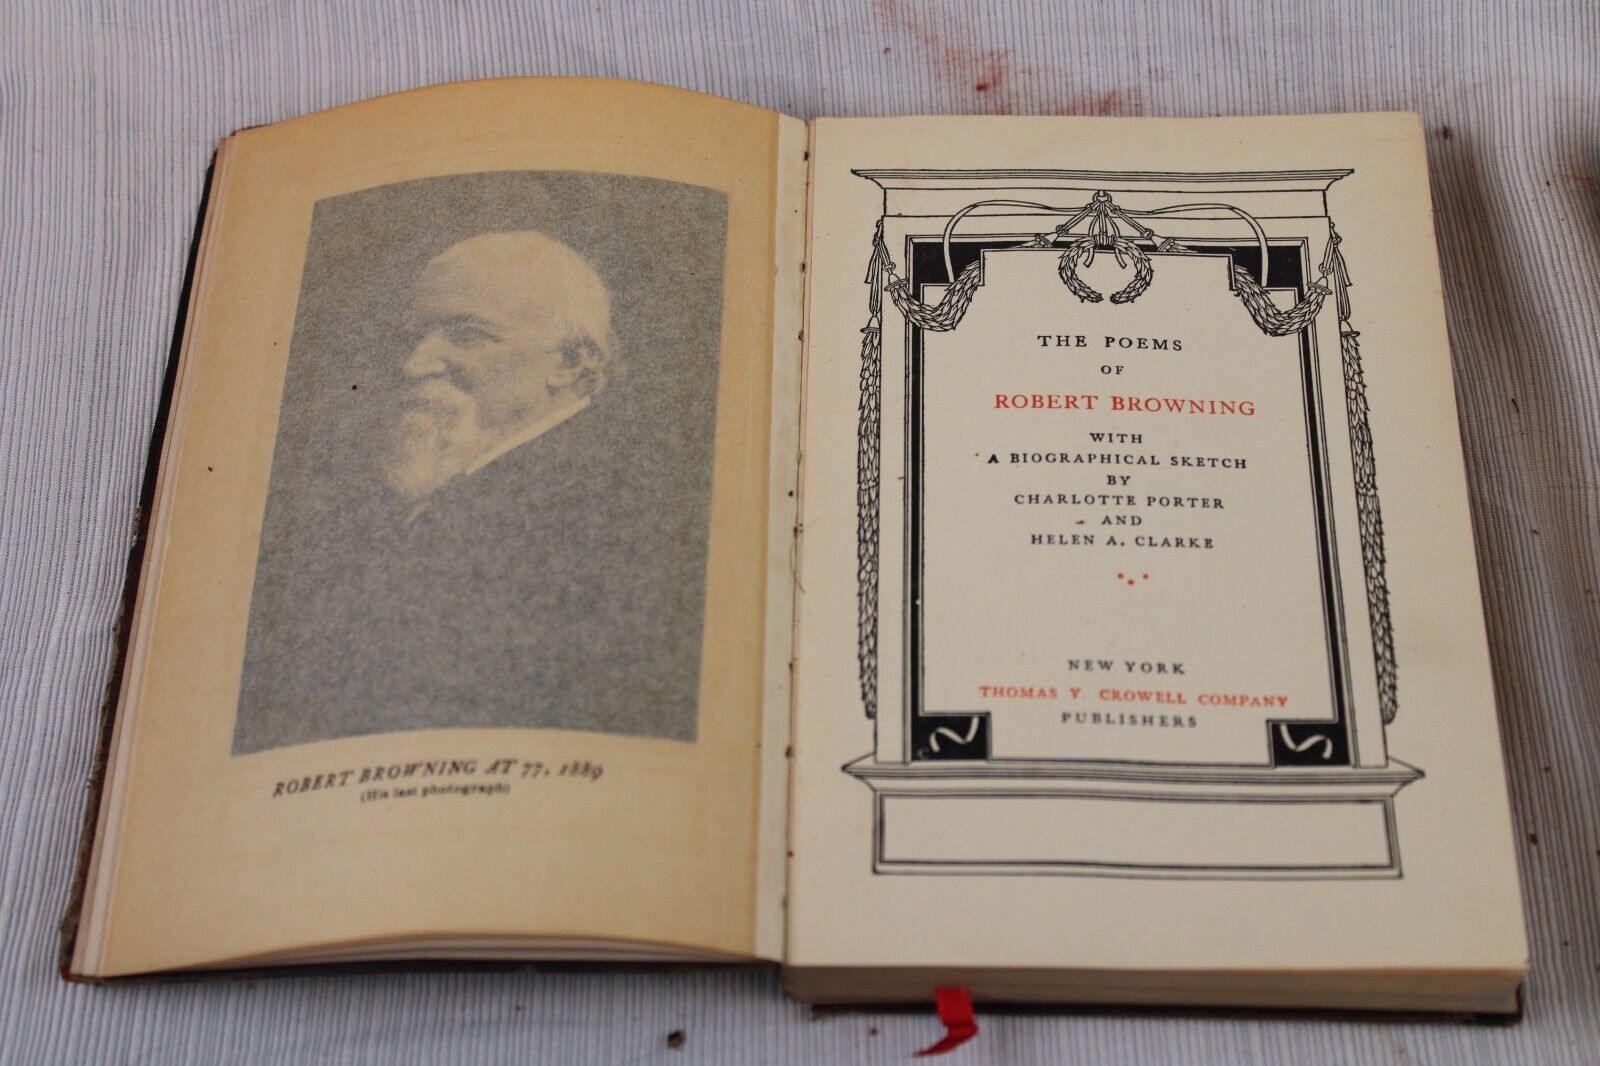 ROBERT BROWNING AT 77, 1889
(His last photograph)
THE POEMS
OF
ROBERT BROWNING
WITH
A BIOGRAPHICAL SKETCH
BY
CHARLOTTE PORTER
AND
HELEN A. CLARKE
NEW YORK
THOMAS Y. CROWELL COMPANY
PUBLISHERS